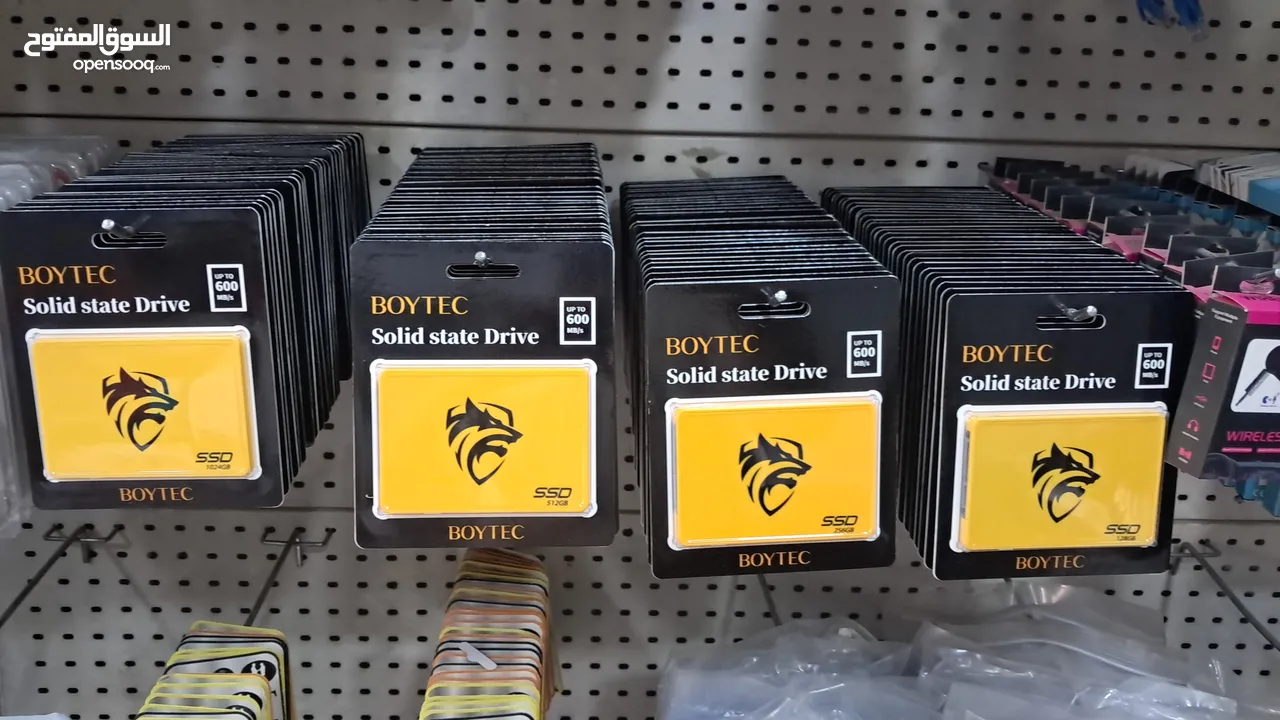 السوق المفتوح
opensooq.com
BOYTEC
Solid state Drive
UP TO
600
MB/s
SSD
1024GB
BOYTEC
BOYTEC
Solid state Drive
UP TO
600
MB/s
SSD
512GB
BOYTEC
BOYTEC
Solid state Drive
UP TO
600
MB/s
SSD
256GB
BOYTEC
BOYTEC
Solid state Drive
UP TO
600
MB/s
SSD
128GB
BOYTEC
WIRELES